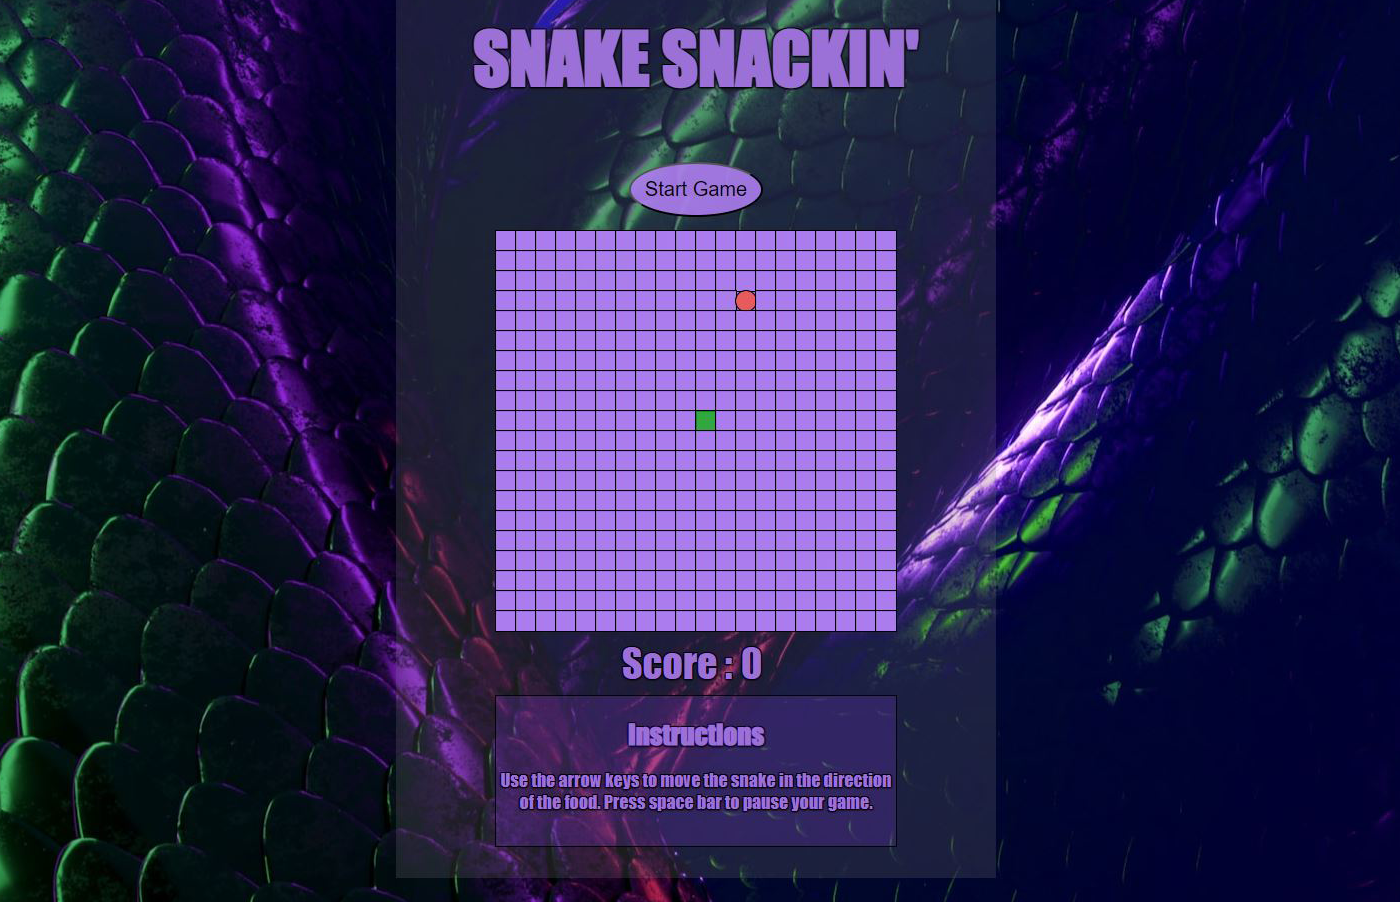 SNAKE SNACKIN'
Start Game
Score : 0
Instructions
Use the arrow keys to move the snake in the direction
of the food. Press space bar to pause your game.